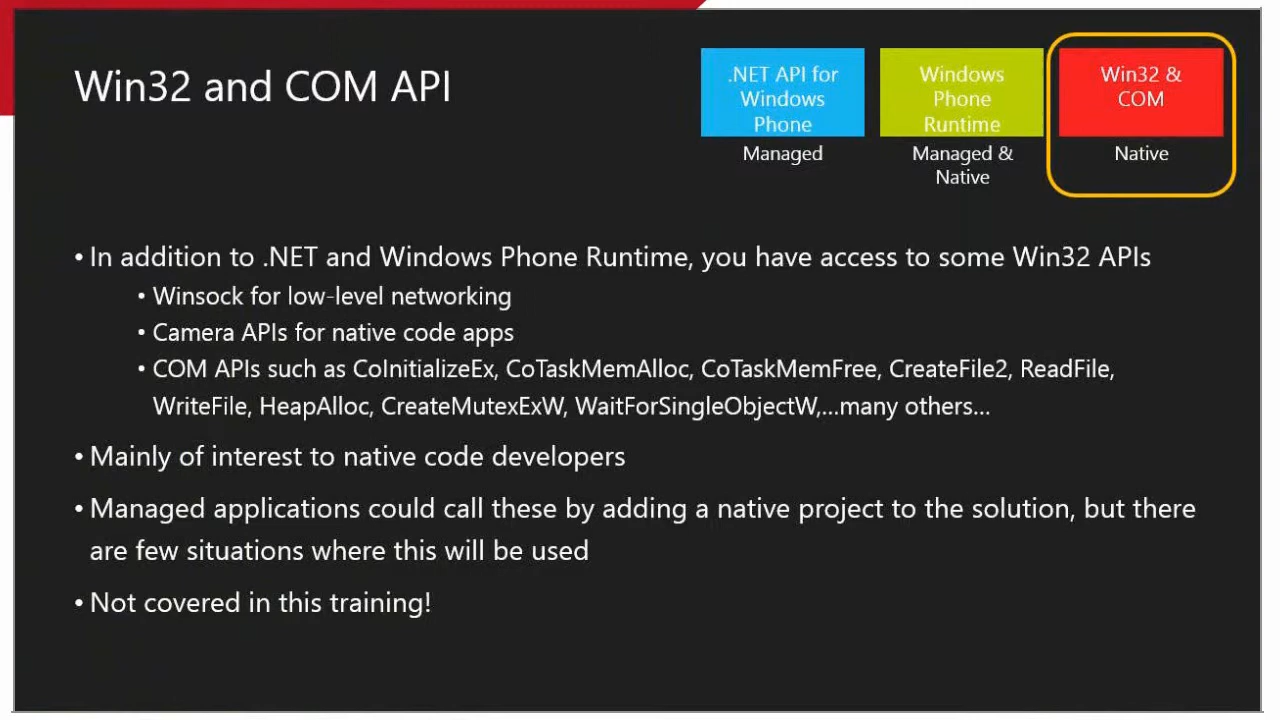 Win32 and COM API
.NET API for
Windows
Phone
Managed
Windows
Phone
Runtime
Managed &
Native
Win32 &
COM
Native
• In addition to .NET and Windows Phone Runtime, you have access to some Win32 APIs
• Winsock for low-level networking
• Camera APIs for native code apps
• COM APIs such as CoInitializeEx, CoTaskMemAlloc, CoTaskMemFree, CreateFile2, ReadFile,
WriteFile, HeapAlloc, CreateMutexExW, WaitForSingleObjectW,...many others...
• Mainly of interest to native code developers
• Managed applications could call these by adding a native project to the solution, but there
are few situations where this will be used
• Not covered in this training!